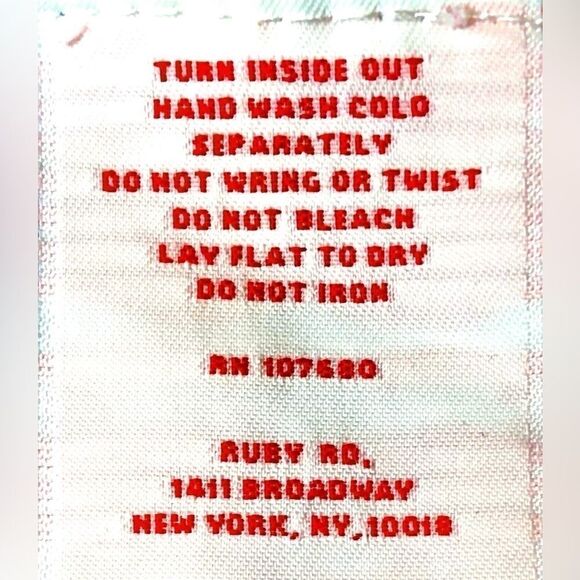 TURN INSIDE OUT
HAND WASH COLD
SEPARATELY
DO NOT WRING OR TWIST
DO NOT BLEACH
LAY FLAT TO DRY
DO NOT IRON
RN 107680
RUBY RD.
1411 BROADWAY
NEW YORK, NY, 10018